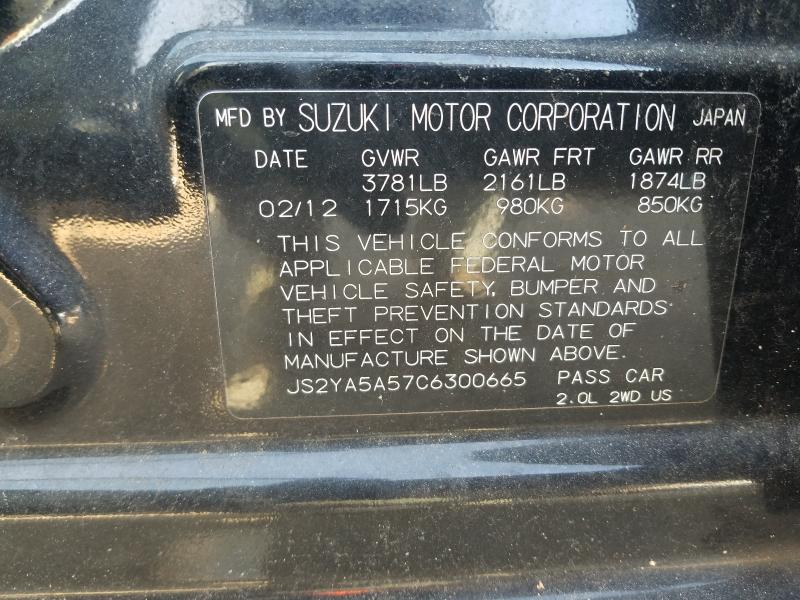 MFD BY SUZUKI MOTOR CORPORATION JAPAN
DATE GVWR GAWR FRT GAWR RR
3781LB 2161LB 1874LB
02/12 1715KG 980KG 850KG
THIS VEHICLE CONFORMS TO ALL
APPLICABLE FEDERAL MOTOR
VEHICLE SAFETY, BUMPER AND
THEFT PREVENTION STANDARDS
IN EFFECT ON THE DATE OF
MANUFACTURE SHOWN ABOVE.
JS2YA5A57C6300665 PASS CAR
2.0L 2WD US